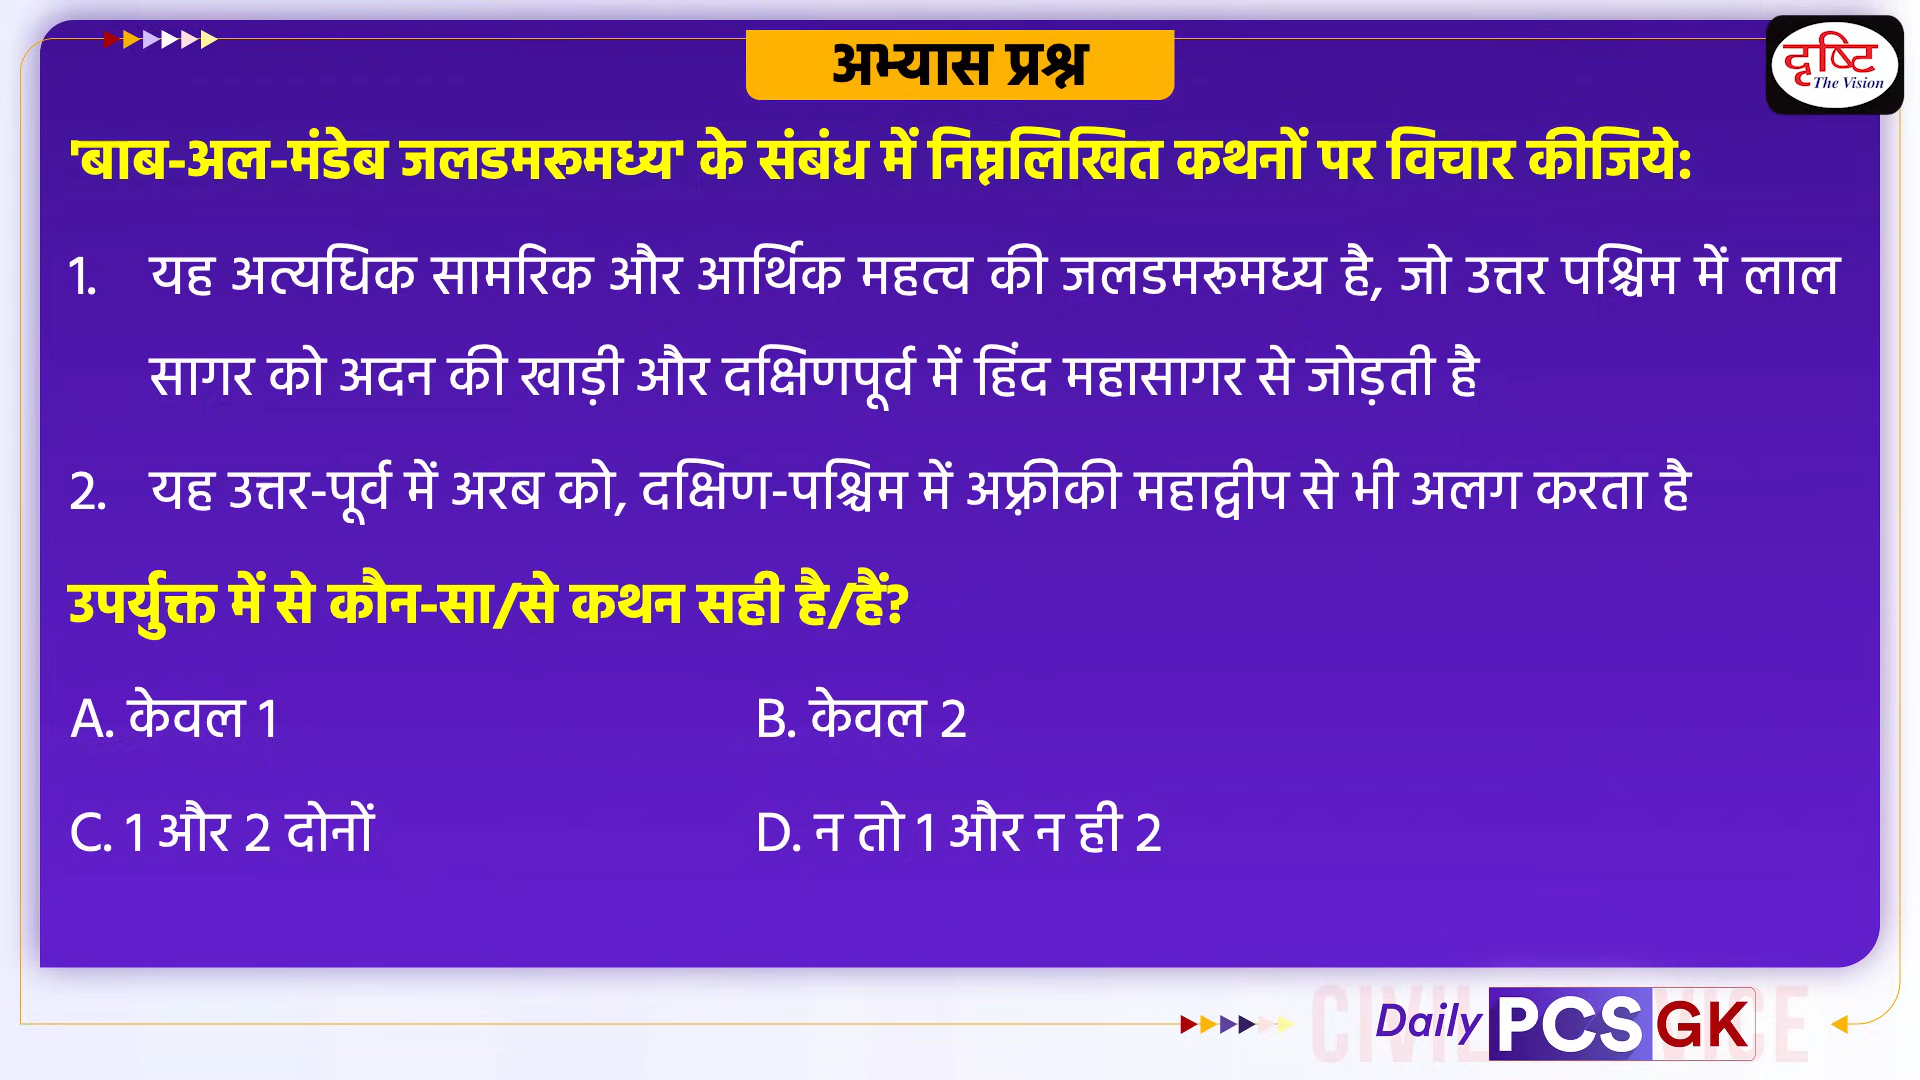 अभ्यास प्रश्न
दृष्टि
The Vision
'बाब-अल-मंडेब जलडमरूमध्य' के संबंध में निम्नलिखित कथनों पर विचार कीजिये:
1. यह अत्यधिक सामरिक और आर्थिक महत्व की जलडमरूमध्य है, जो उत्तर पश्चिम में लाल
सागर को अदन की खाड़ी और दक्षिणपूर्व में हिंद महासागर से जोड़ती है
2. यह उत्तर-पूर्व में अरब को, दक्षिण-पश्चिम में अफ़्रीकी महाद्वीप से भी अलग करता है
उपर्युक्त में से कौन-सा/से कथन सही है/हैं?
A. केवल 1 B. केवल 2
C. 1 और 2 दोनों D. न तो 1 और न ही 2
Daily PCS GK